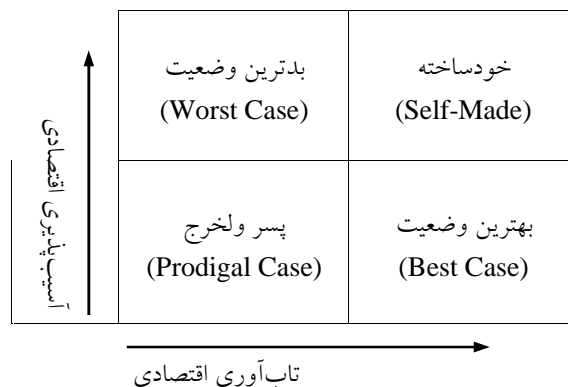 بدترین وضعیت
(Worst Case)
خودساخته
(Self-Made)
پسر ولخرج
(Prodigal Case)
بهترین وضعیت
(Best Case)
آسیب‌پذیری اقتصادی
تاب‌آوری اقتصادی